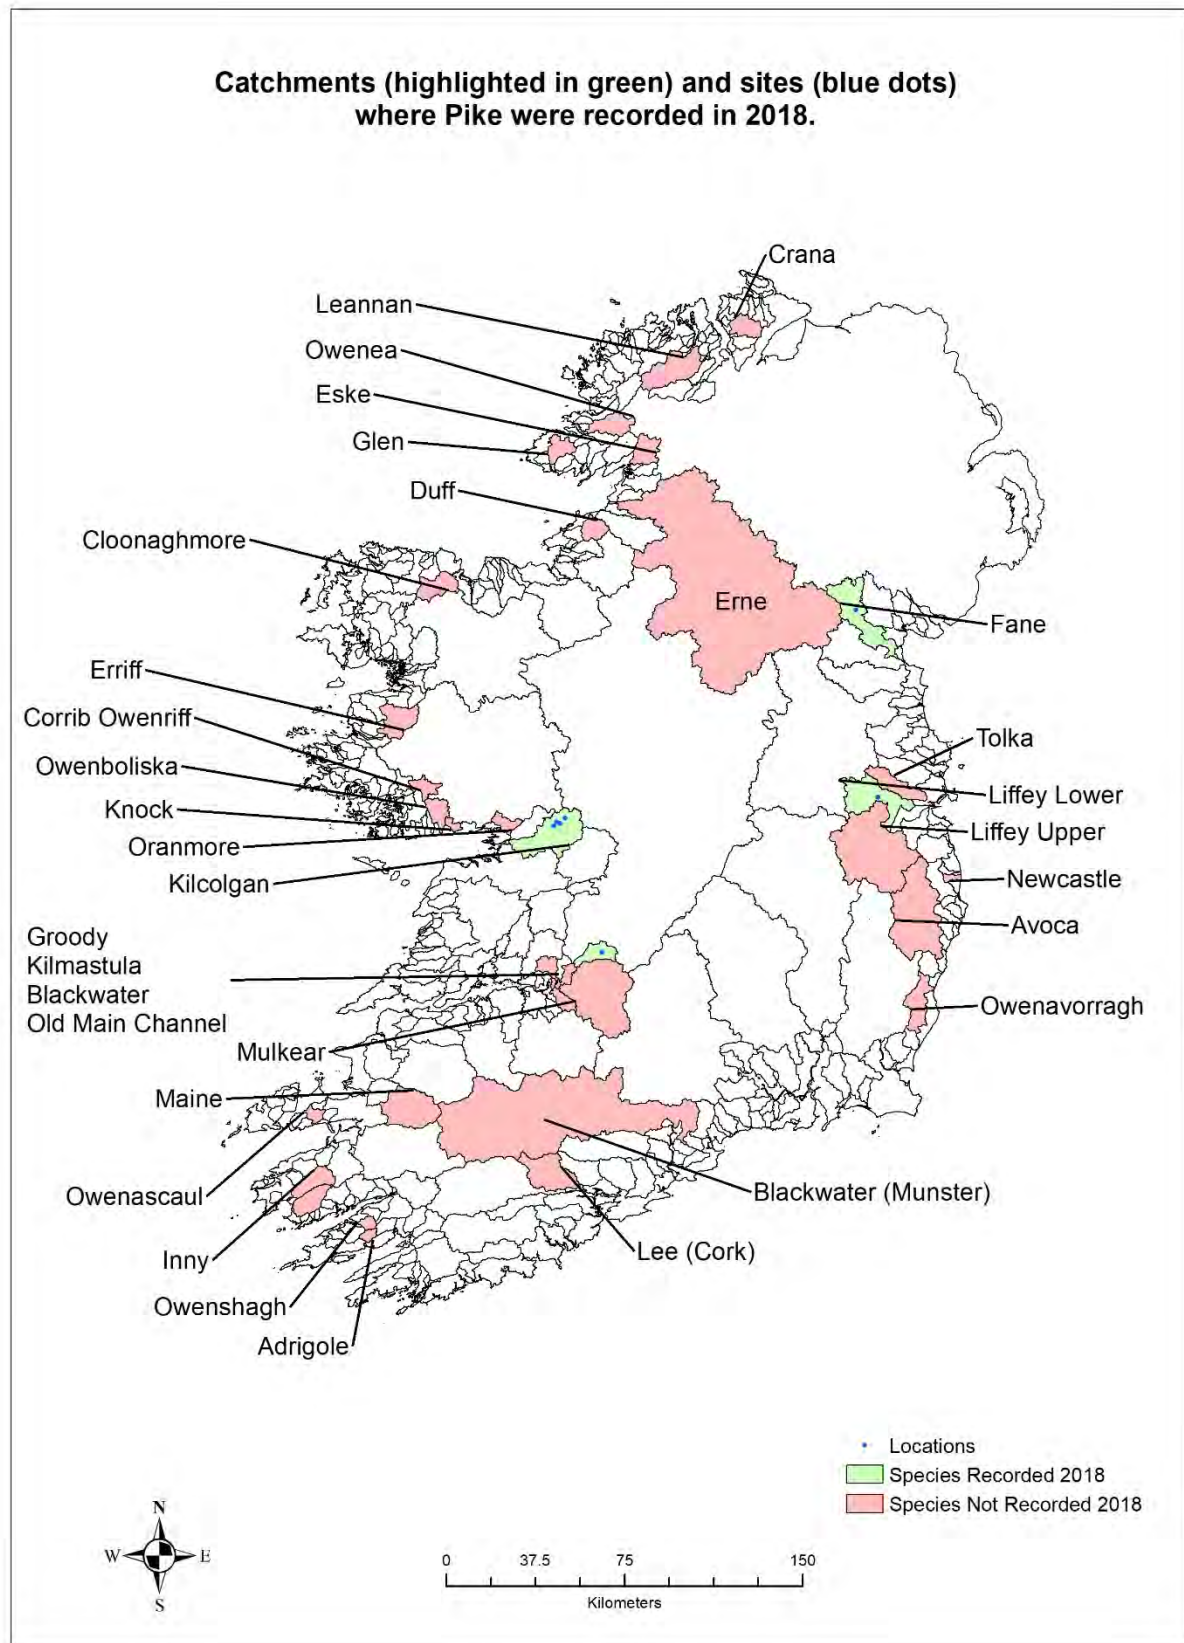 Catchments (highlighted in green) and sites (blue dots)
where Pike were recorded in 2018.
Crana
Leannan
Owenea
Eske
Glen
Duff
Cloonaghmore
Erne
Fane
Erriff
Corrib Owenriff
Owenboliska
Knock
Oranmore
Kilcolgan
Tolka
Liffey Lower
Liffey Upper
Newcastle
Avoca
Groody
Kilmastula
Blackwater
Old Main Channel
Owenavorragh
Mulkear
Maine
Owenascaul
Blackwater (Munster)
Inny
Lee (Cork)
Owenshagh
Adrigole
Locations
Species Recorded 2018
Species Not Recorded 2018
N
W E
S
0 37.5 75 150
Kilometers